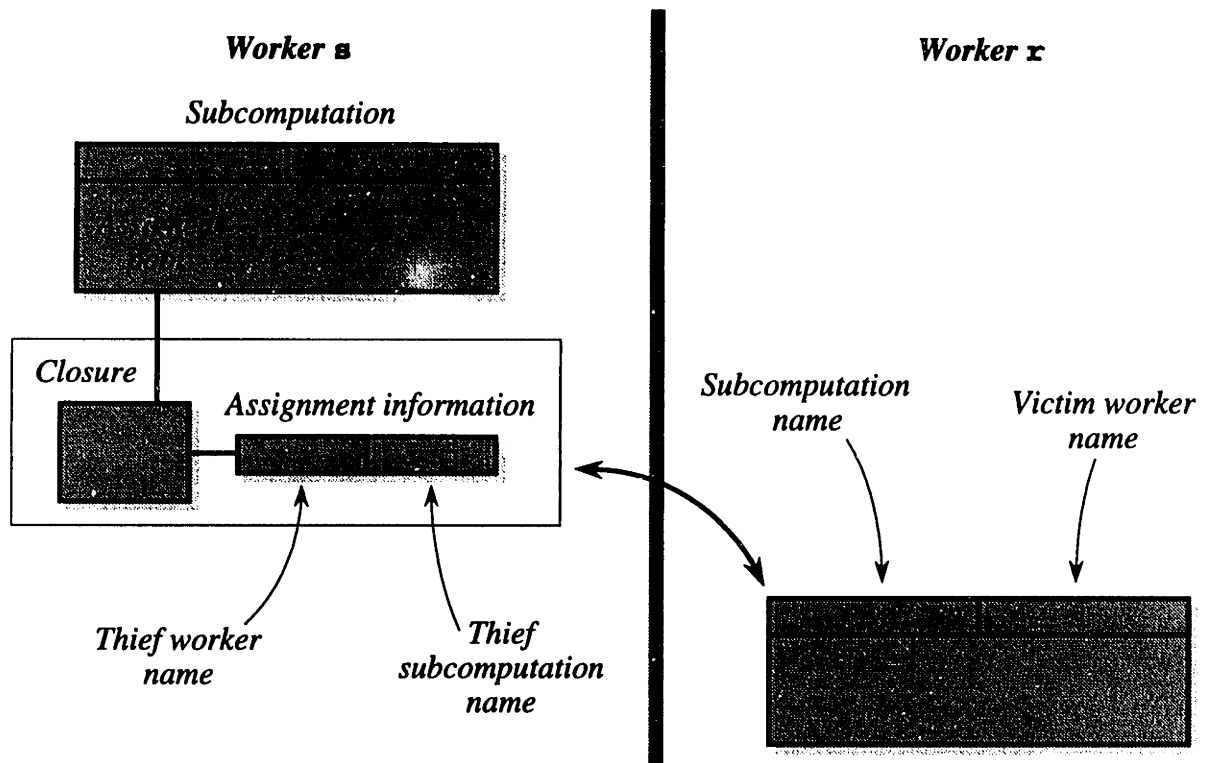 Worker s
Worker r
Subcomputation
Closure
Assignment information
Subcomputation
name
Victim worker
name
Thief worker
name
Thief
subcomputation
name